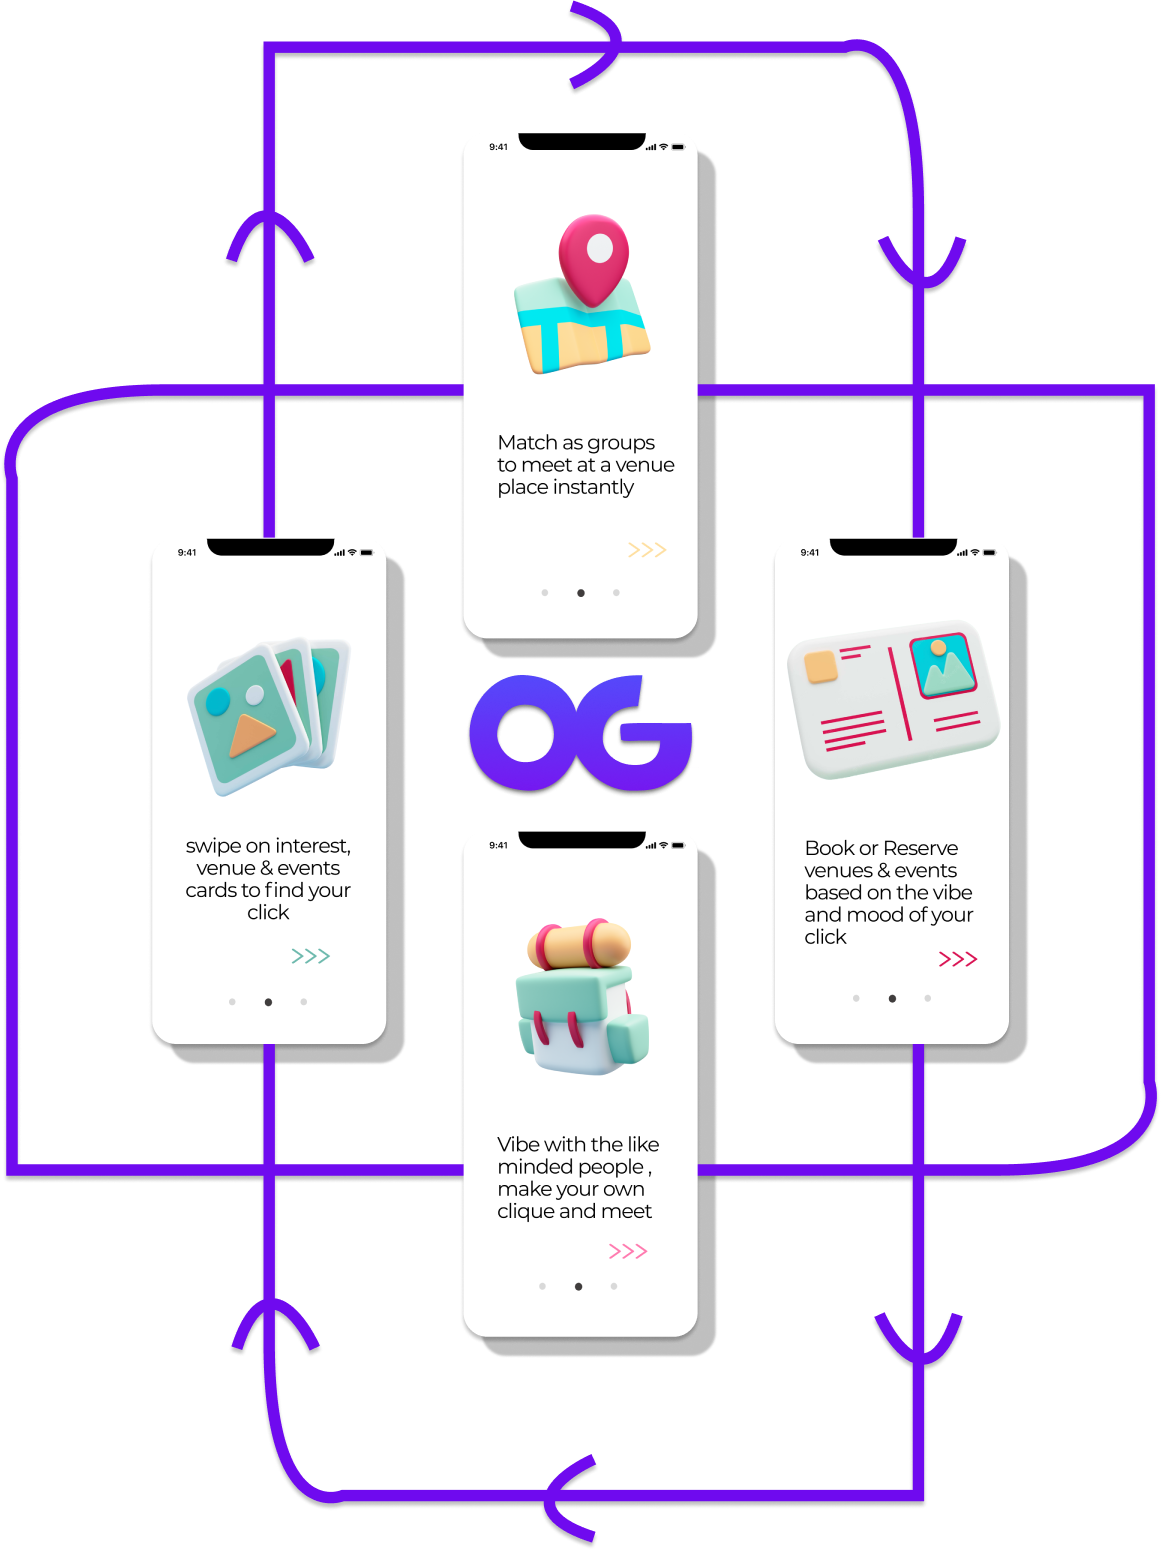 9:41
Match as groups
to meet at a venue
place instantly
>>>
9:41
swipe on interest,
venue & events
cards to find your
click
>>>
OG
9:41
Book or Reserve
venues & events
based on the vibe
and mood of your
click
>>>
9:41
Vibe with the like
minded people ,
make your own
clique and meet
>>>